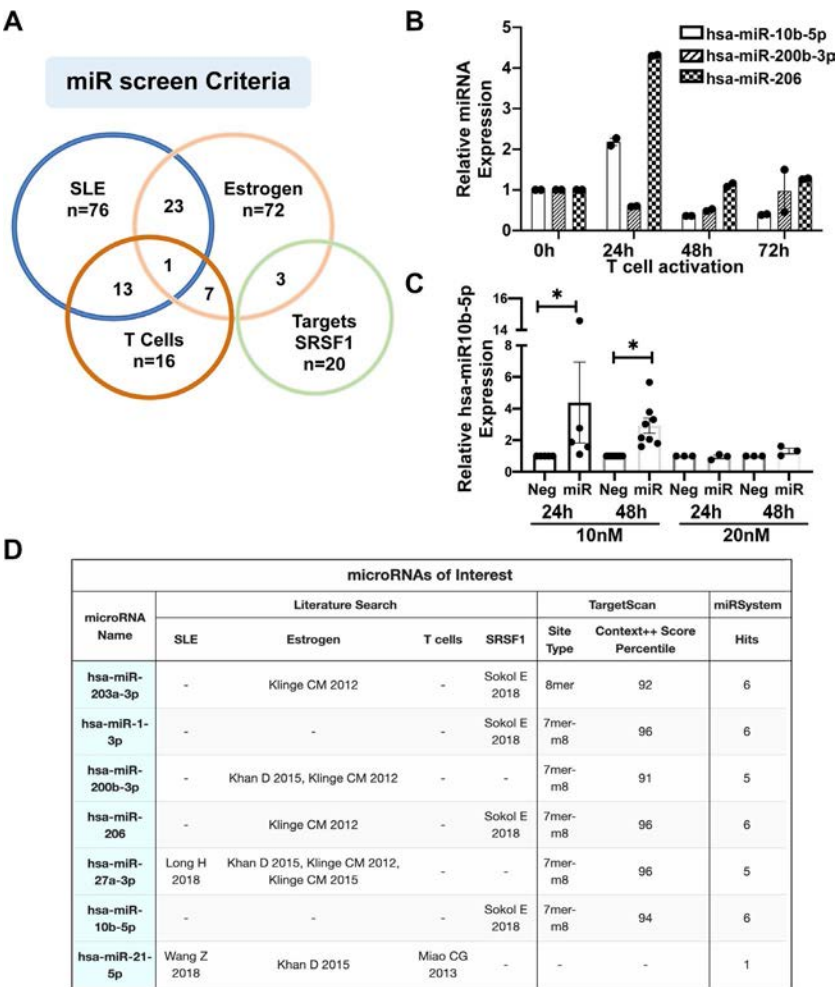 A
miR screen Criteria
SLE
n=76
23
Estrogen
n=72
1
13
7
3
T Cells
n=16
Targets
SRSF1
n=20
B
Relative miRNA
Expression
5
4
3
2
1
0
hsa-miR-10b-5p
hsa-miR-200b-3p
hsa-miR-206
0h 24h 48h 72h
T cell activation
C
Relative hsa-miR10b-5p
Expression
16
14
8
6
4
2
0
* *
Neg miR Neg miR Neg miR Neg miR
24h 48h 24h 48h
10nM 20nM
D
microRNAs of Interest
microRNA Name Literature Search TargetScan miRSystem
SLE Estrogen T cells SRSF1 Site Type Context++ Score Percentile Hits
hsa-miR-203a-3p - Klinge CM 2012 - Sokol E 2018 8mer 92 6
hsa-miR-1-3p - - - Sokol E 2018 7mer-m8 96 6
hsa-miR-200b-3p - Khan D 2015, Klinge CM 2012 - - 7mer-m8 91 5
hsa-miR-206 - Klinge CM 2012 - Sokol E 2018 7mer-m8 96 6
hsa-miR-27a-3p Long H 2018 Khan D 2015, Klinge CM 2012, Klinge CM 2015 - - 7mer-m8 96 5
hsa-miR-10b-5p - - - Sokol E 2018 7mer-m8 94 6
hsa-miR-21-5p Wang Z 2018 Khan D 2015 Miao CG 2013 - - - 1